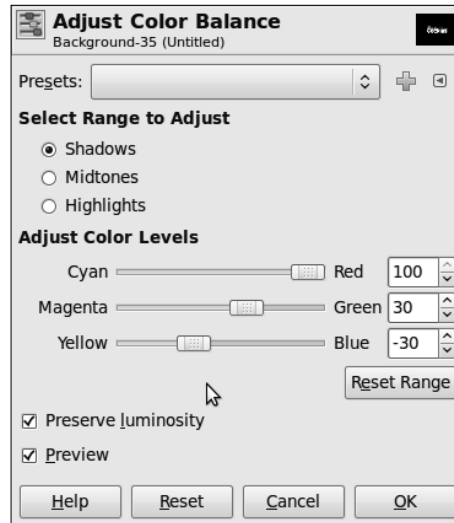 Adjust Color Balance
Background-35 (Untitled)
Presets:
Select Range to Adjust
Shadows
Midtones
Highlights
Adjust Color Levels
Cyan Red 100
Magenta Green 30
Yellow Blue -30
Reset Range
Preserve luminosity
Preview
Help Reset Cancel OK